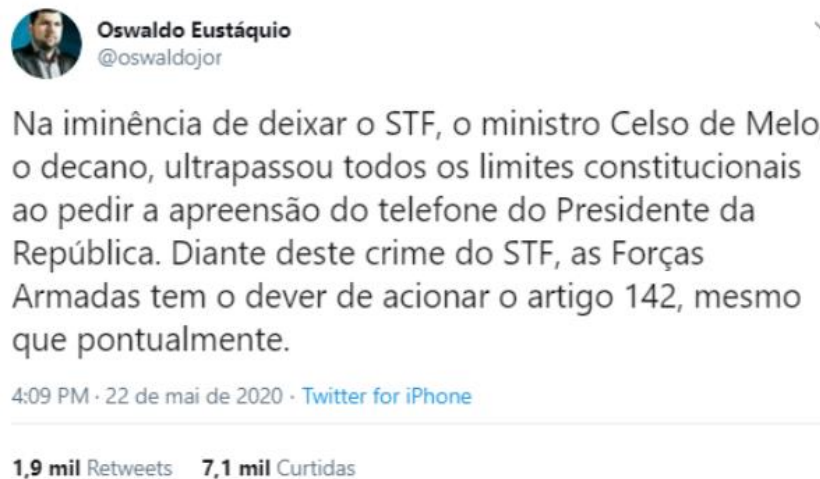 Oswaldo Eustáquio
@oswaldojor
Na iminência de deixar o STF, o ministro Celso de Melo,
o decano, ultrapassou todos os limites constitucionais
ao pedir a apreensão do telefone do Presidente da
República. Diante deste crime do STF, as Forças
Armadas tem o dever de acionar o artigo 142, mesmo
que pontualmente.
4:09 PM · 22 de mai de 2020 · Twitter for iPhone
1,9 mil Retweets 7,1 mil Curtidas